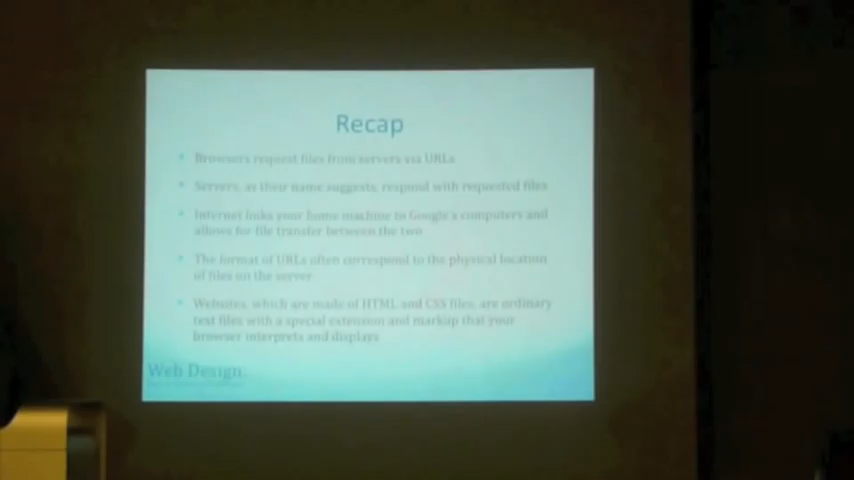 Recap
Browsers request files from servers via URLs
Servers, as their name suggests, respond with requested files
Internet links your home machine to Google's computers and
allows for file transfer between the two
The format of URLs often correspond to the physical location
of files on the server
Websites, which are made of HTML and CSS files, are ordinary
text files with a special extension and markup that your
browser interprets and displays
Web Design